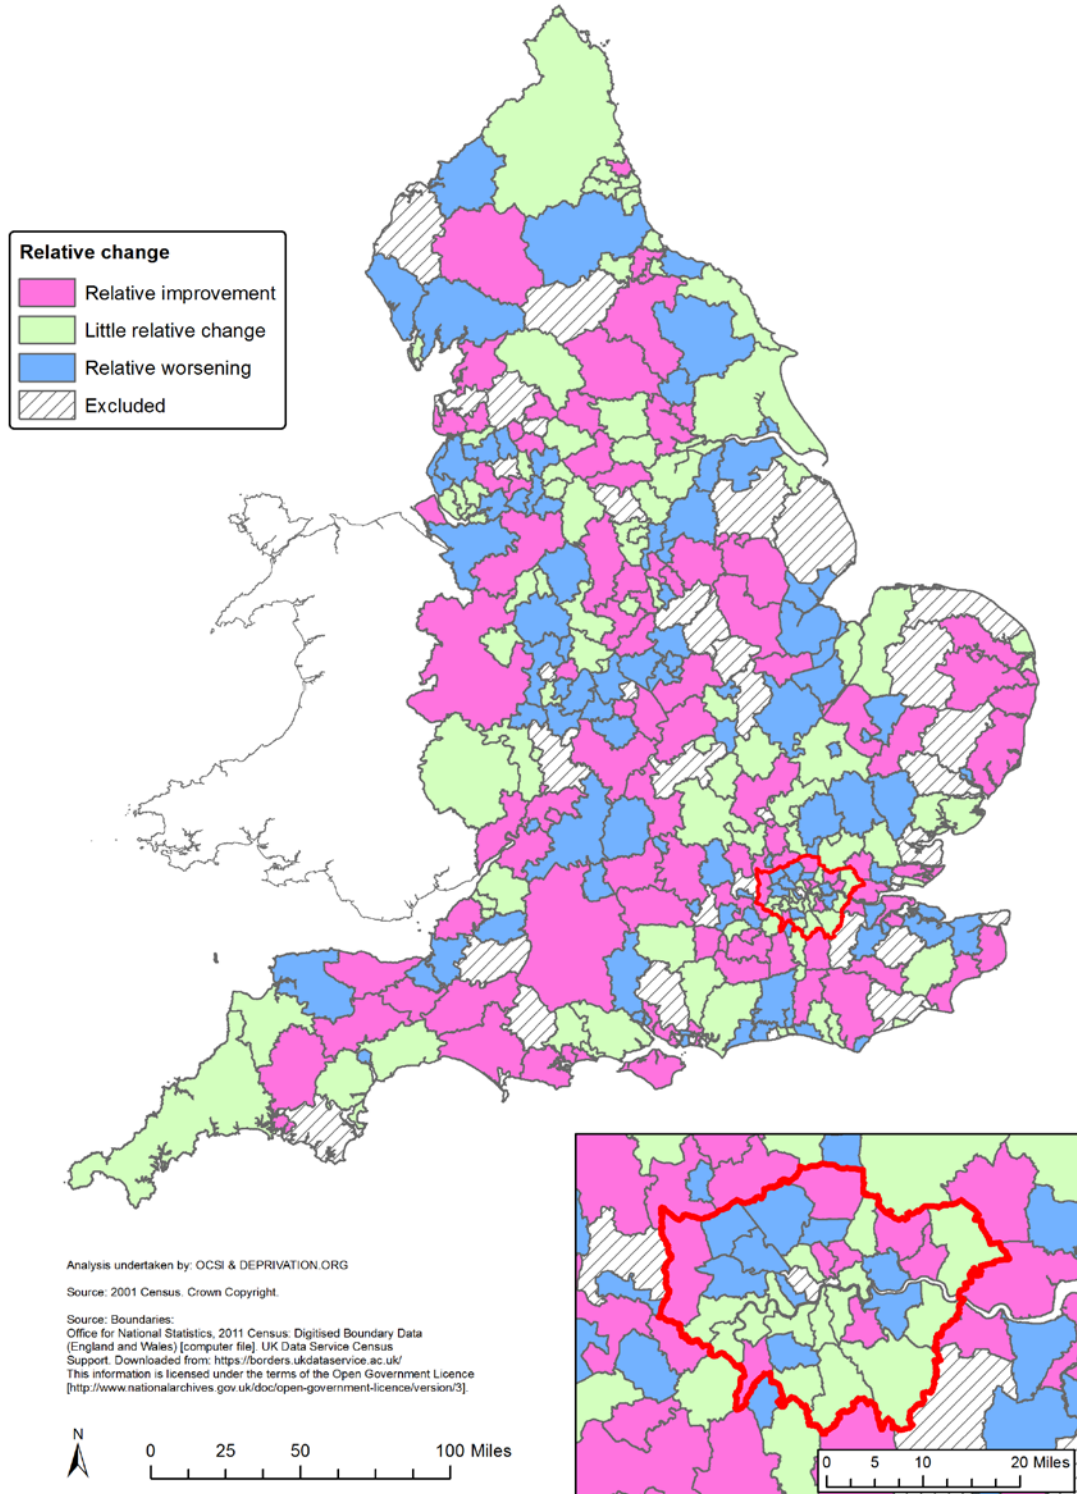 Relative change
Relative improvement
Little relative change
Relative worsening
Excluded
Analysis undertaken by: OCSI & DEPRIVATION.ORG
Source: 2001 Census. Crown Copyright.
Source: Boundaries:
Office for National Statistics, 2011 Census: Digitised Boundary Data
(England and Wales) [computer file]. UK Data Service Census
Support. Downloaded from: https://borders.ukdataservice.ac.uk/
This information is licensed under the terms of the Open Government Licence
[http://www.nationalarchives.gov.uk/doc/open-government-licence/version/3].
N
0 25 50 100 Miles
0 5 10 20 Miles